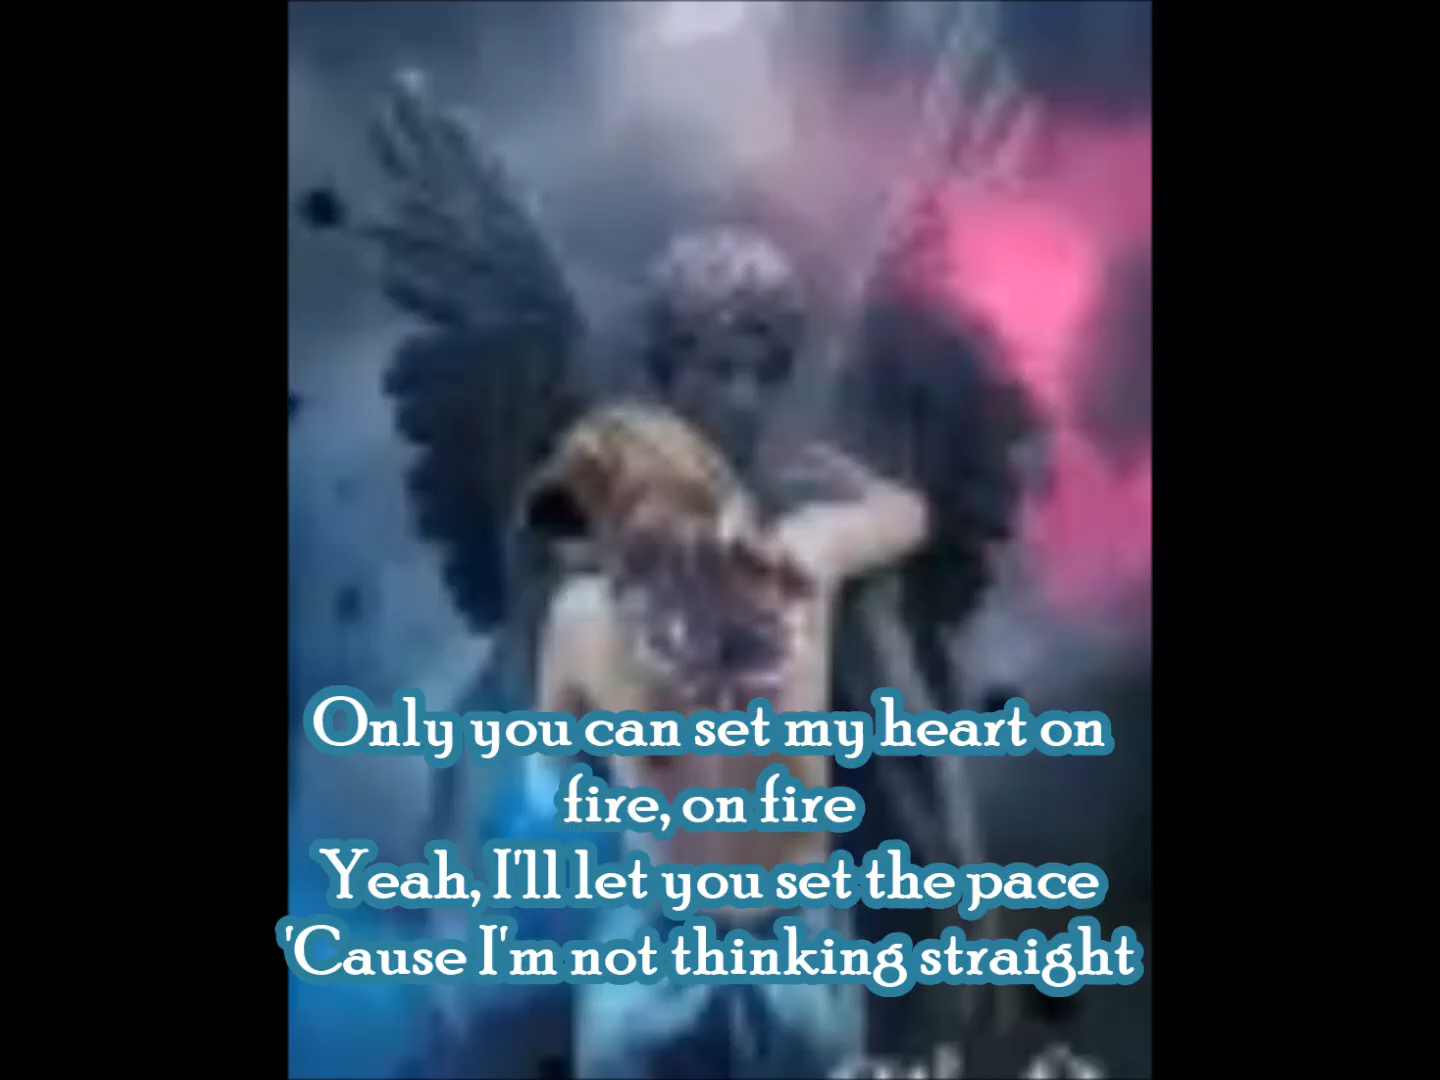 Only you can set my heart on
fire, on fire
Yeah, I'll let you set the pace
'Cause I'm not thinking straight